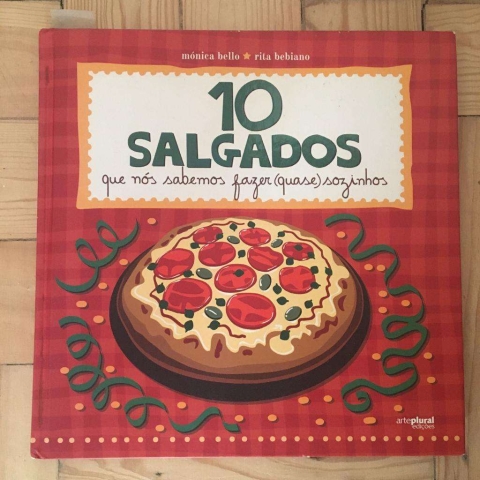 mónica bello ★ rita bebiano
10
SALGADOS
que nós sabemos fazer (quase) sozinhos
arteplural
edições